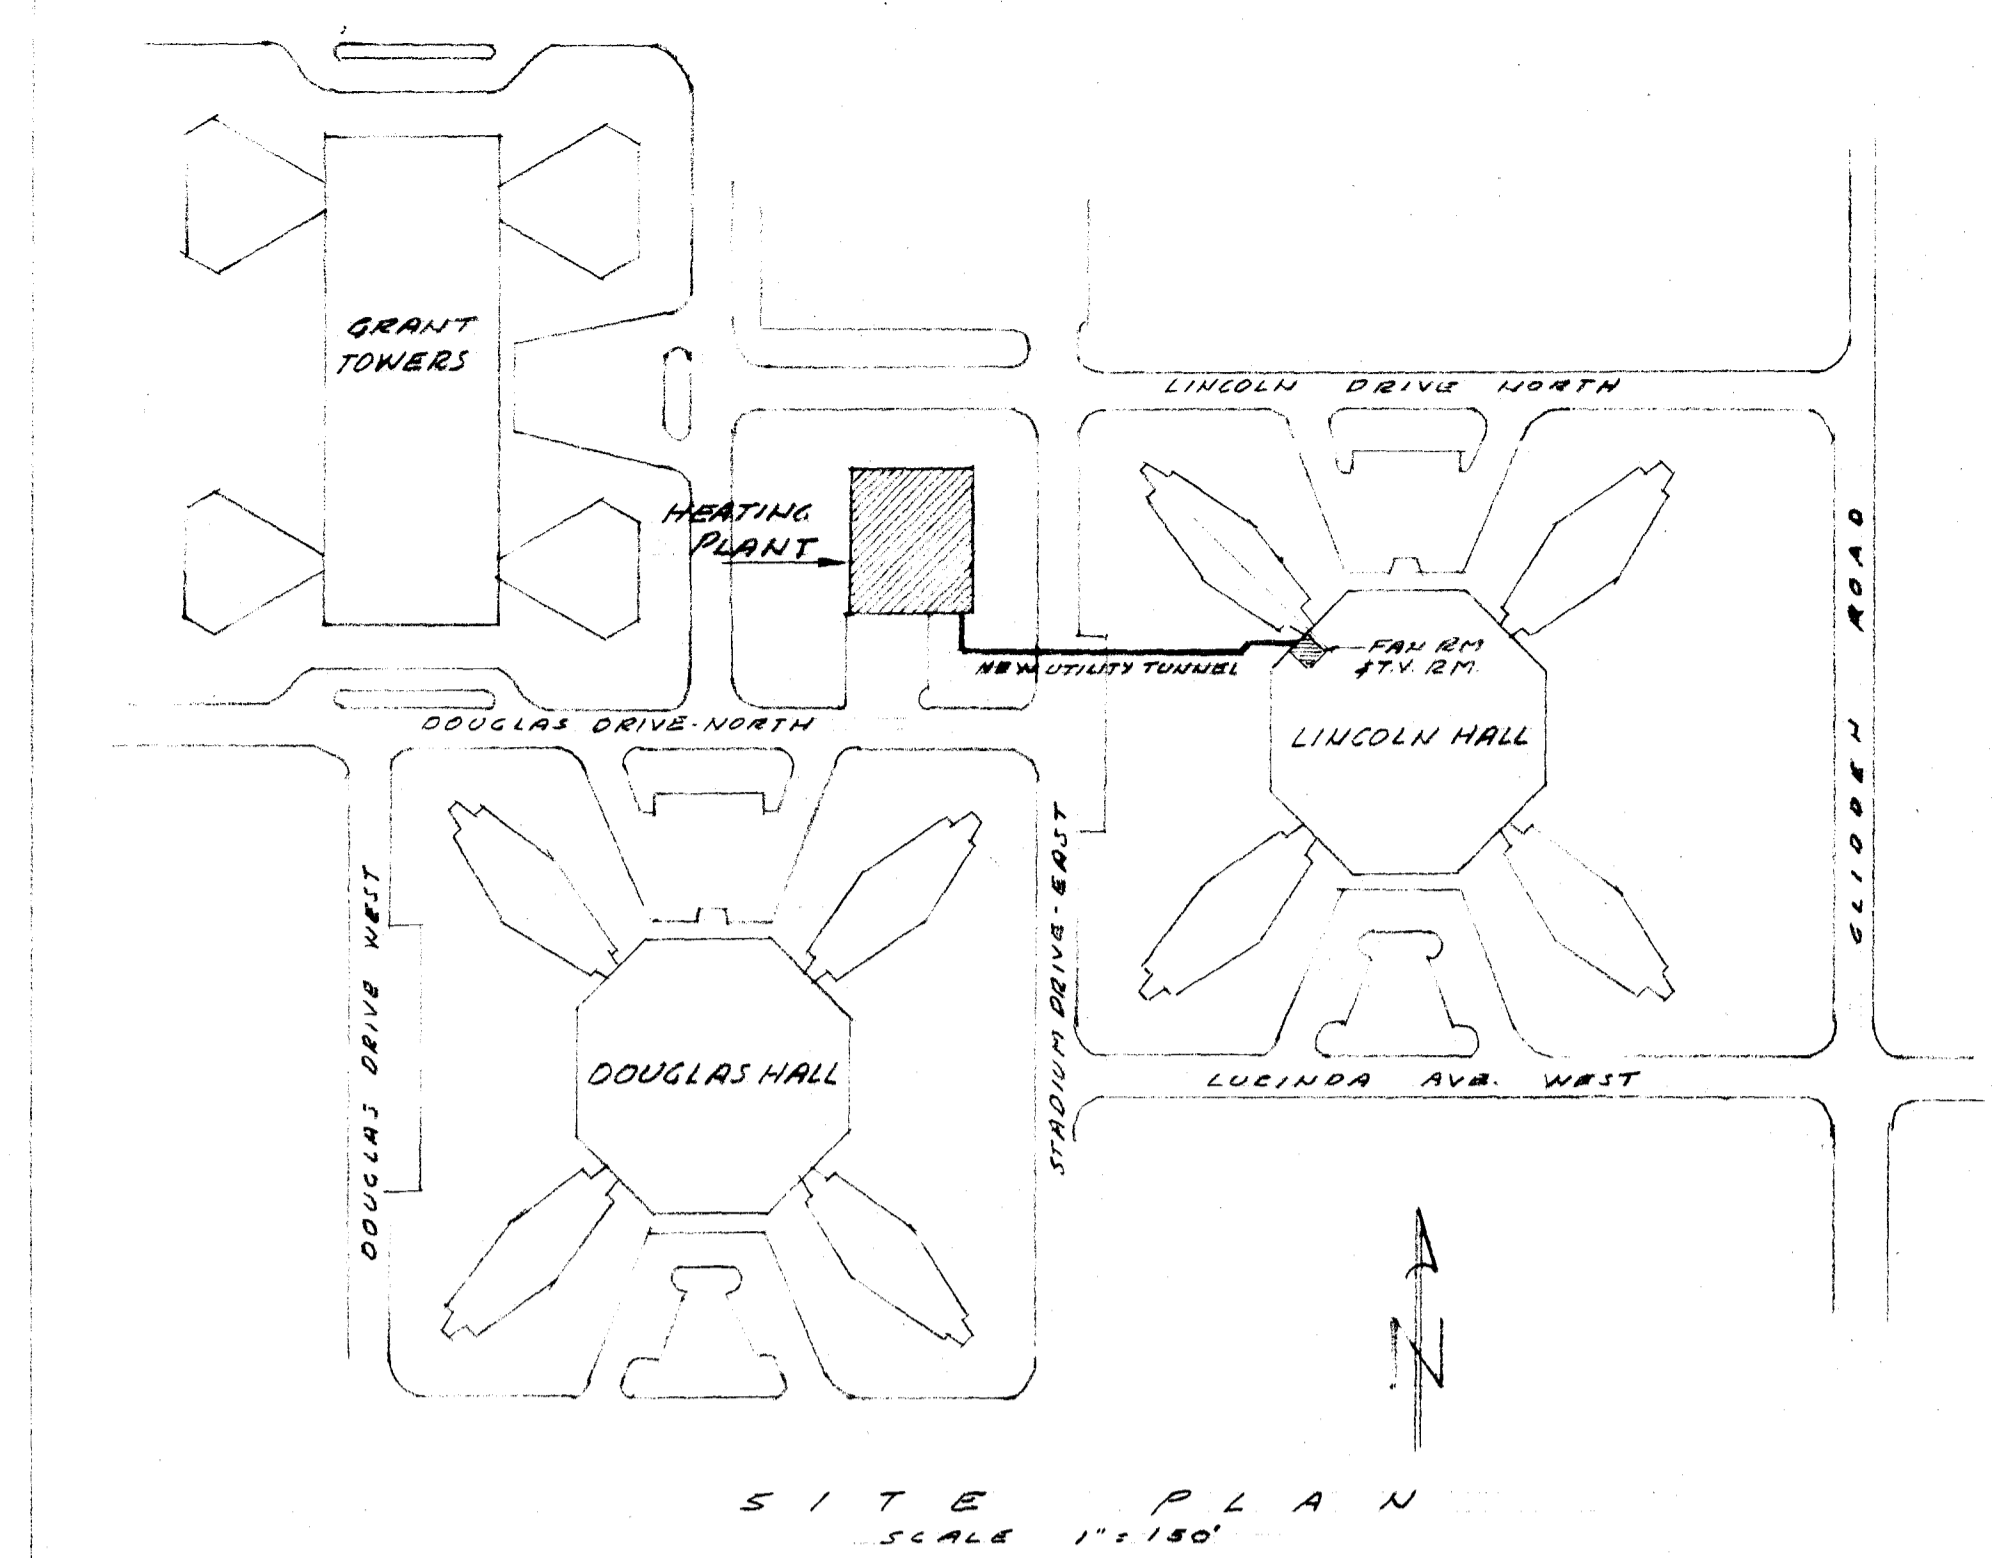 GRANT
TOWERS
LINCOLN DRIVE NORTH
HEATING
PLANT
FAN RM
& T.V. RM.
NEW UTILITY TUNNEL
DOUGLAS DRIVE-NORTH
LINCOLN HALL
GLIDDEN ROAD
STADIUM DRIVE-EAST
DOUGLAS DRIVE WEST
DOUGLAS HALL
LUCINDA AVE. WEST
N
SITE PLAN
SCALE 1"=150'